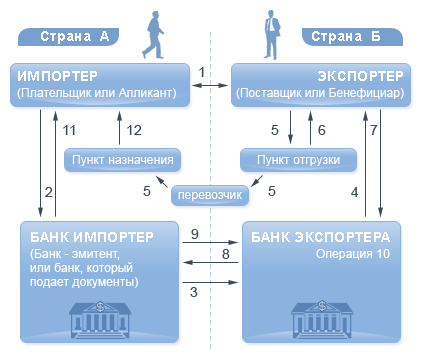 Страна А
Страна Б
ИМПОРТЕР
(Плательщик или Аппликант)
1
ЭКСПОРТЕР
(Поставщик или Бенефициар)
11
12
5
6
7
Пункт назначения
Пункт отгрузки
2
5
перевозчик
5
4
БАНК ИМПОРТЕР
(Банк - эмитент,
или банк, который
подает документы)
9
8
3
БАНК ЭКСПОРТЕРА
Операция 10
$
$